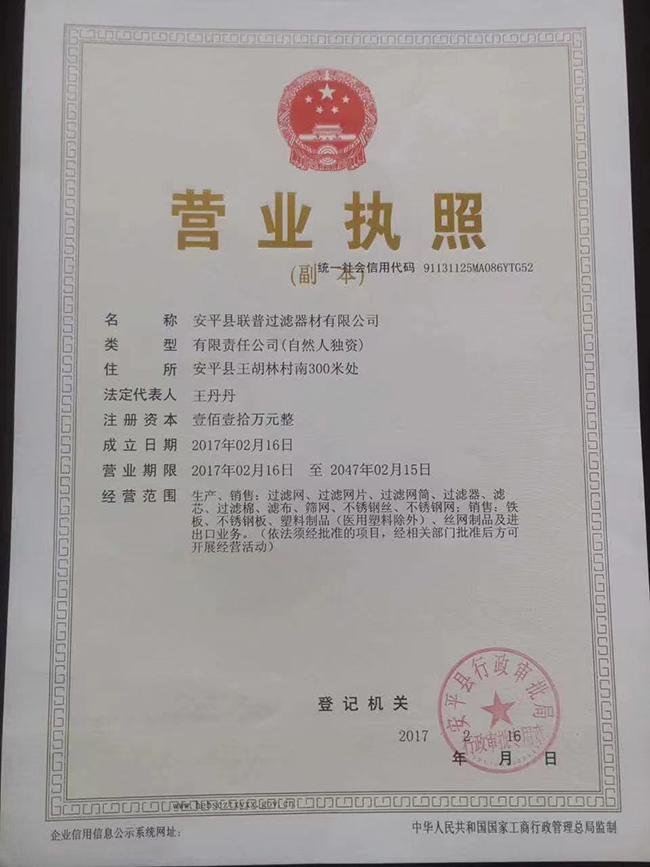 营业执照
(副 本)
统一社会信用代码 91131125MA086YTG52
名 称 安平县联普过滤器材有限公司
类 型 有限责任公司(自然人独资)
住 所 安平县王胡林村南300米处
法定代表人 王丹丹
注册资本 壹佰壹拾万元整
成立日期 2017年02月16日
营业期限 2017年02月16日 至 2047年02月15日
经营范围 生产、销售：过滤网、过滤网片、过滤网筒、过滤器、滤
芯、过滤棉、滤布、筛网、不锈钢丝、不锈钢网；销售：铁
板、不锈钢板、塑料制品（医用塑料除外）、丝网制品及进
出口业务。（依法须经批准的项目，经相关部门批准后方可
开展经营活动）
登记机关
安平县行政审批局
行政审批专用章
2017 2 16
年 月 日
企业信用信息公示系统网址：
中华人民共和国国家工商行政管理总局监制